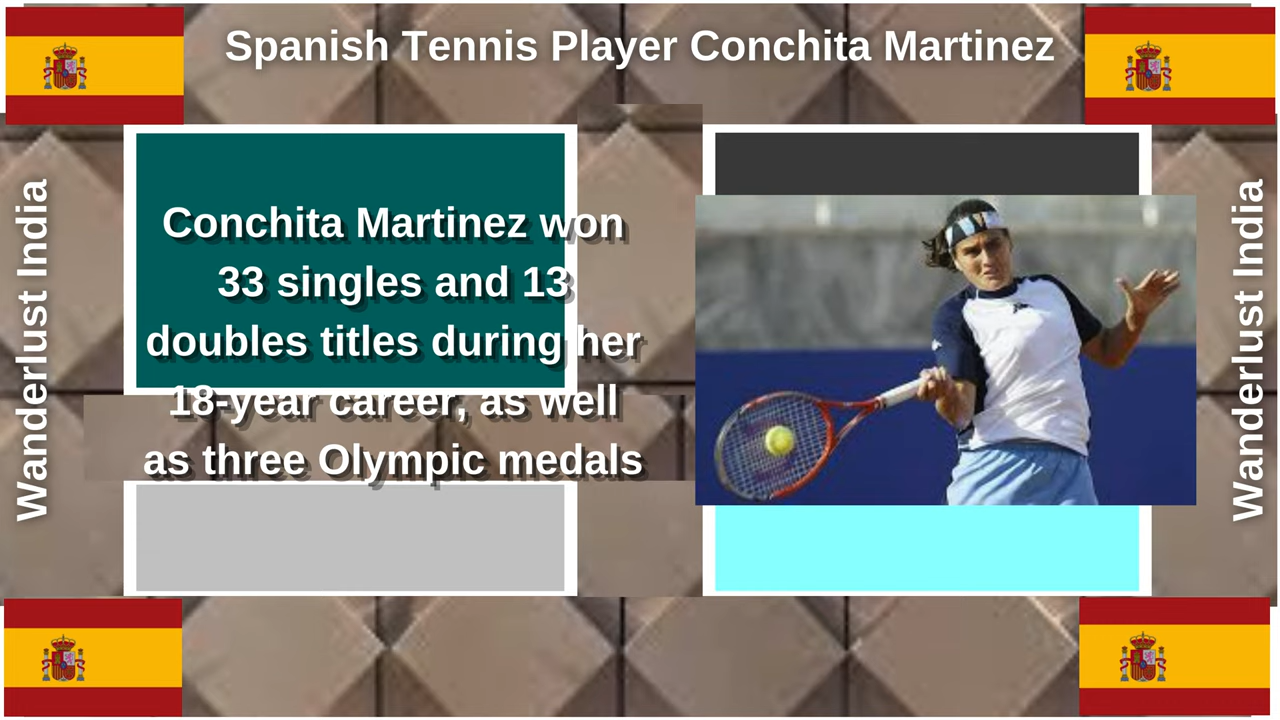 Spanish Tennis Player Conchita Martinez
Wanderlust India
Conchita Martinez won
33 singles and 13
doubles titles during her
18-year career, as well
as three Olympic medals
Wanderlust India